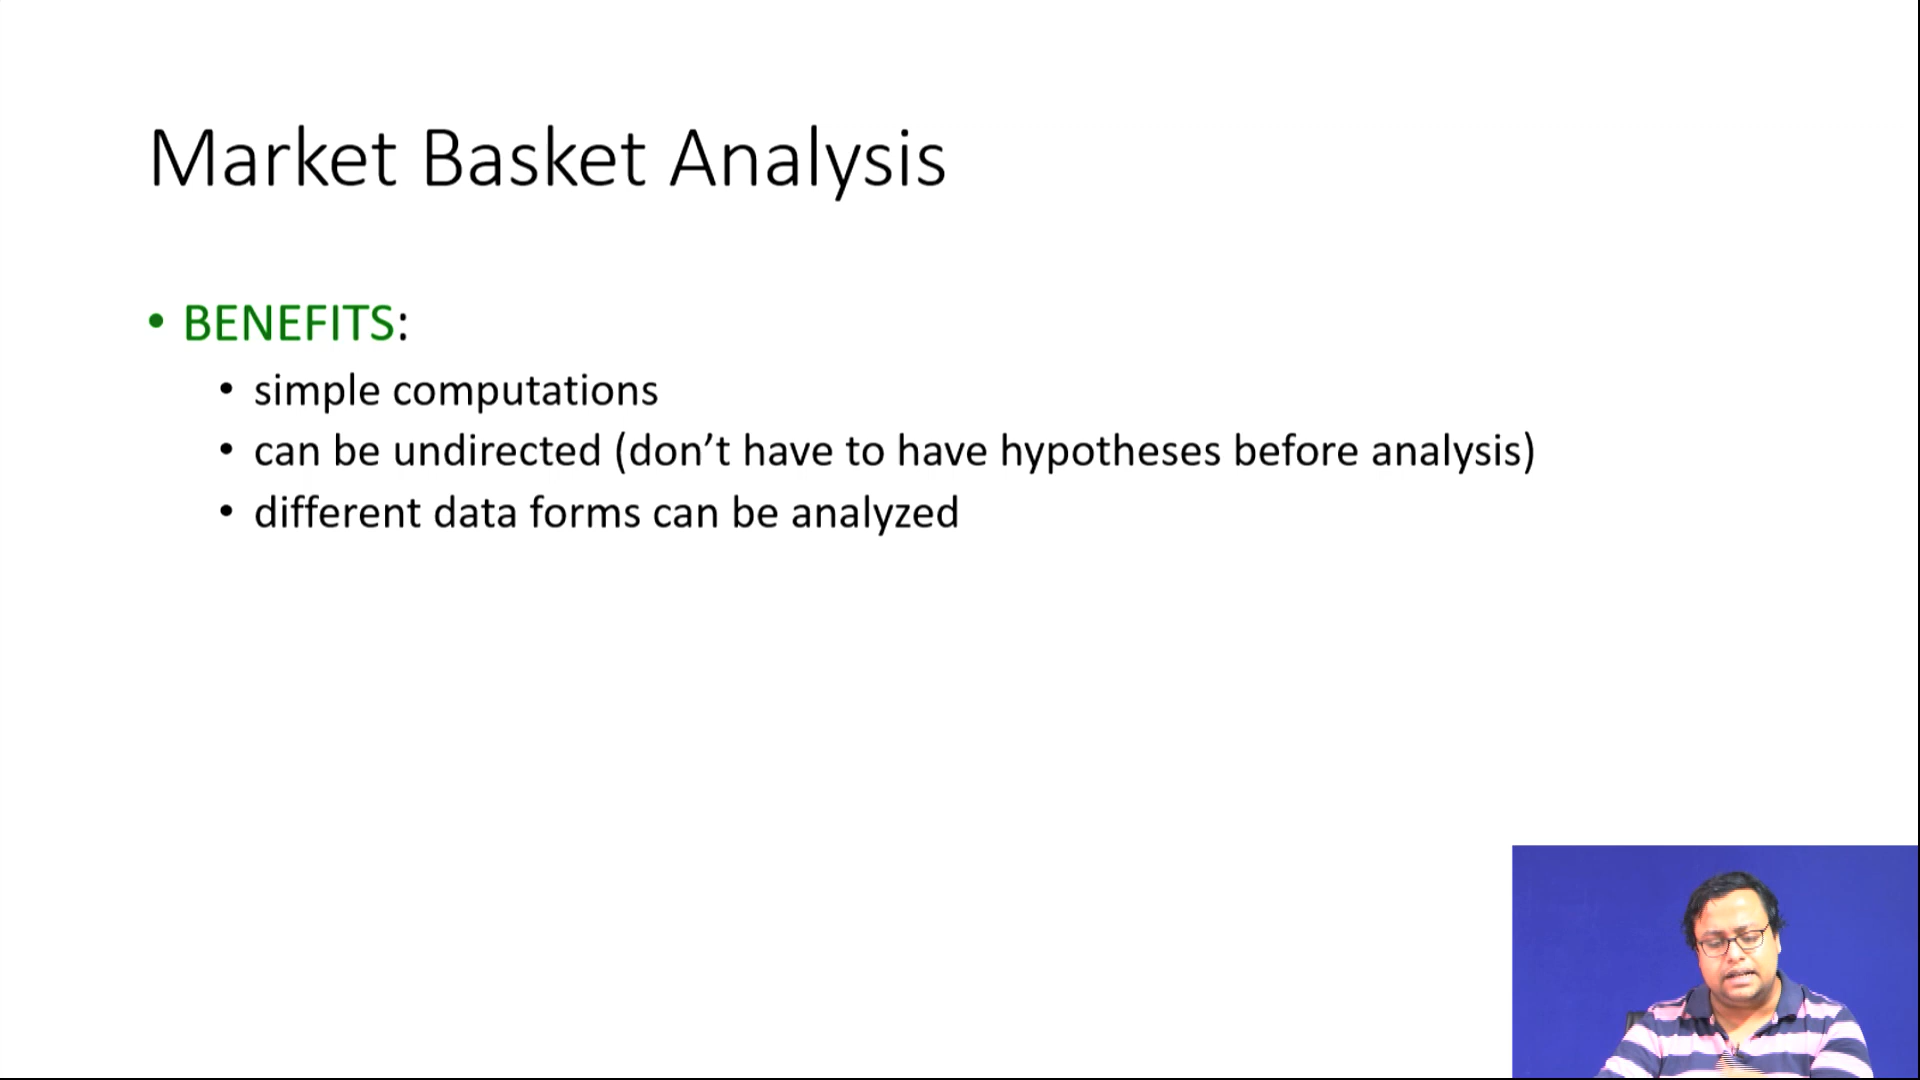 Market Basket Analysis
• BENEFITS:
• simple computations
• can be undirected (don’t have to have hypotheses before analysis)
• different data forms can be analyzed